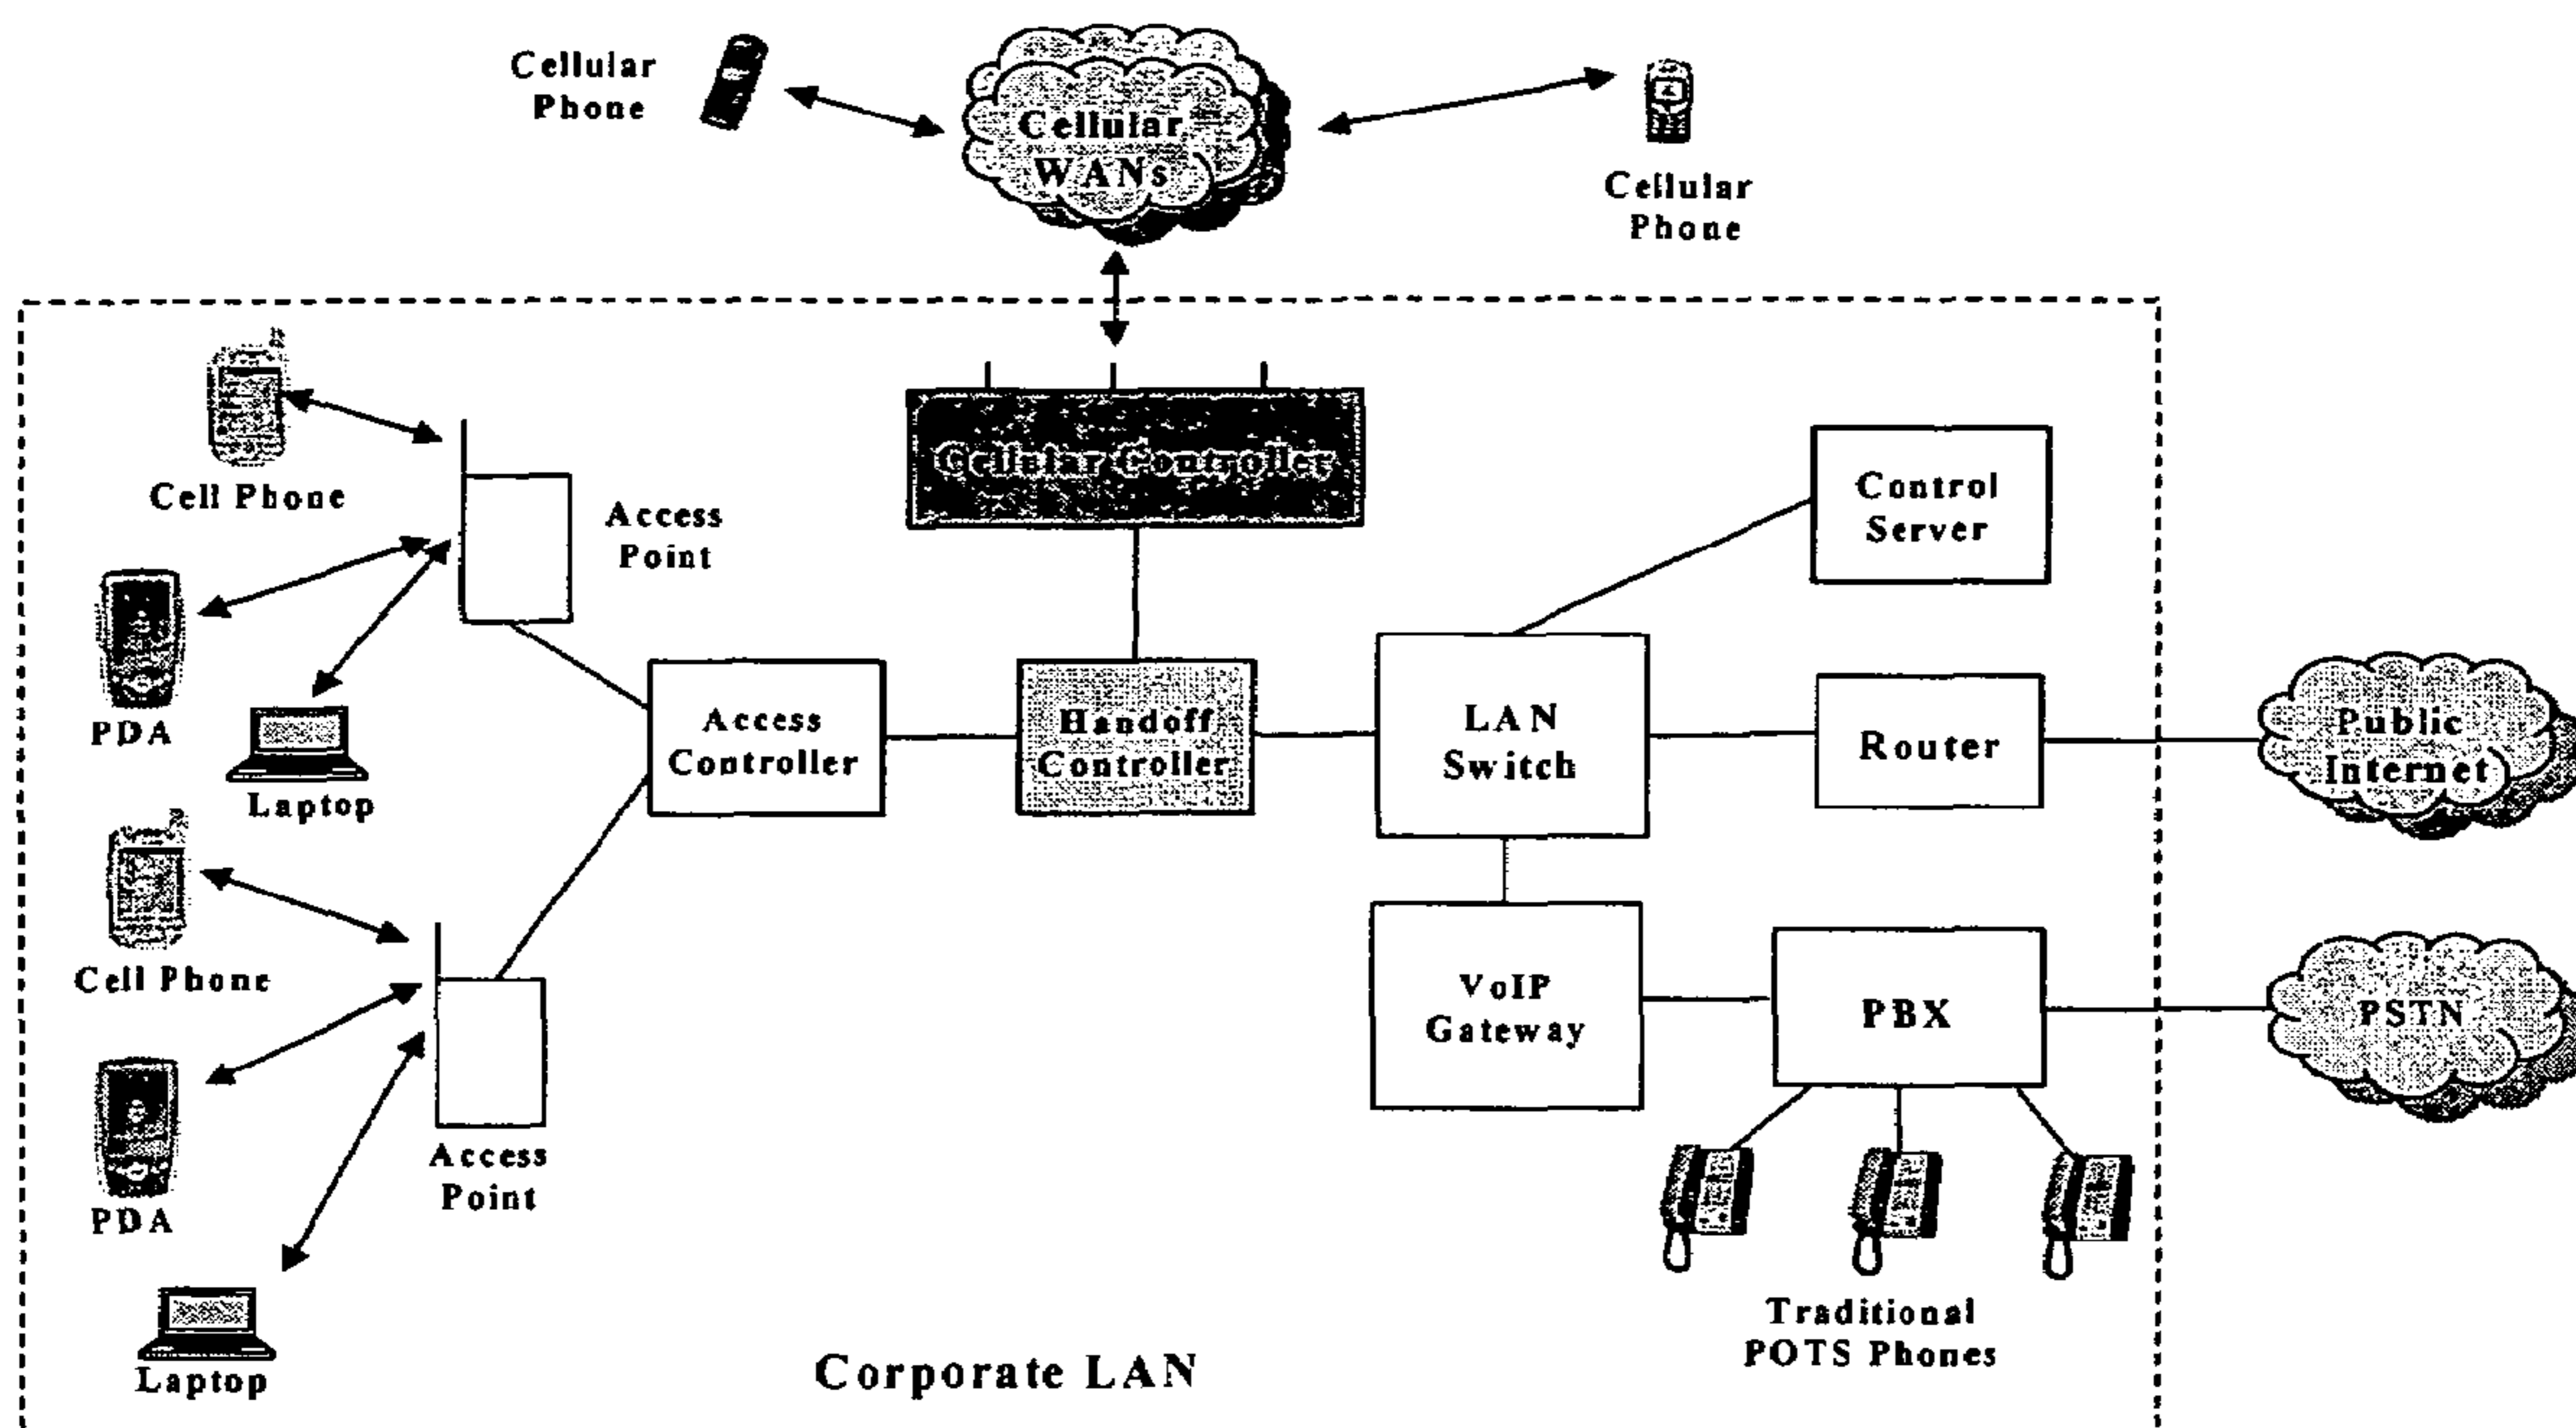 Cellular
Phone
Cellular
WANs
Cellular
Phone
Cell Phone
Access
Point
Cellular Controller
Control
Server
PDA
Laptop
Access
Controller
Handoff
Controller
LAN
Switch
Router
Public
Internet
Cell Phone
VoIP
Gateway
PBX
PSTN
Access
Point
PDA
Traditional
POTS Phones
Laptop
Corporate LAN